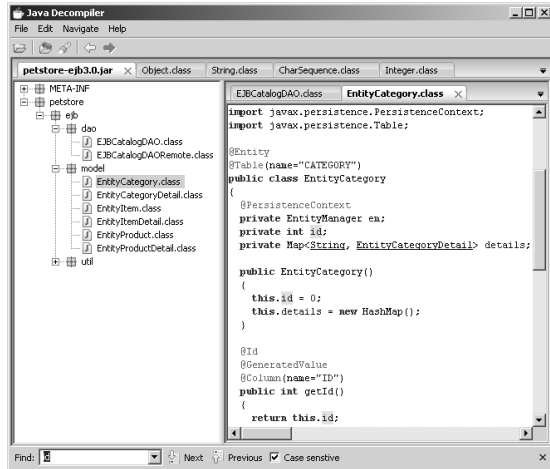 Java Decompiler
File Edit Navigate Help
petstore-ejb3.0.jar Object.class String.class CharSequence.class Integer.class
META-INF
petstore
ejb
dao
EJBCatalogDAO.class
EJBCatalogDAORemote.class
model
EntityCategory.class
EntityCategoryDetail.class
EntityItem.class
EntityItemDetail.class
EntityProduct.class
EntityProductDetail.class
util
EJBCatalogDAO.class EntityCategory.class
import javax.persistence.PersistenceContext;
import javax.persistence.Table;
@Entity
@Table(name="CATEGORY")
public class EntityCategory
{
@PersistenceContext
private EntityManager em;
private int id;
private Map<String, EntityCategoryDetail> details;
public EntityCategory()
{
this.id = 0;
this.details = new HashMap();
}
@Id
@GeneratedValue
@Column(name="ID")
public int getId()
{
return this.id;
Find: id Next Previous Case senstive